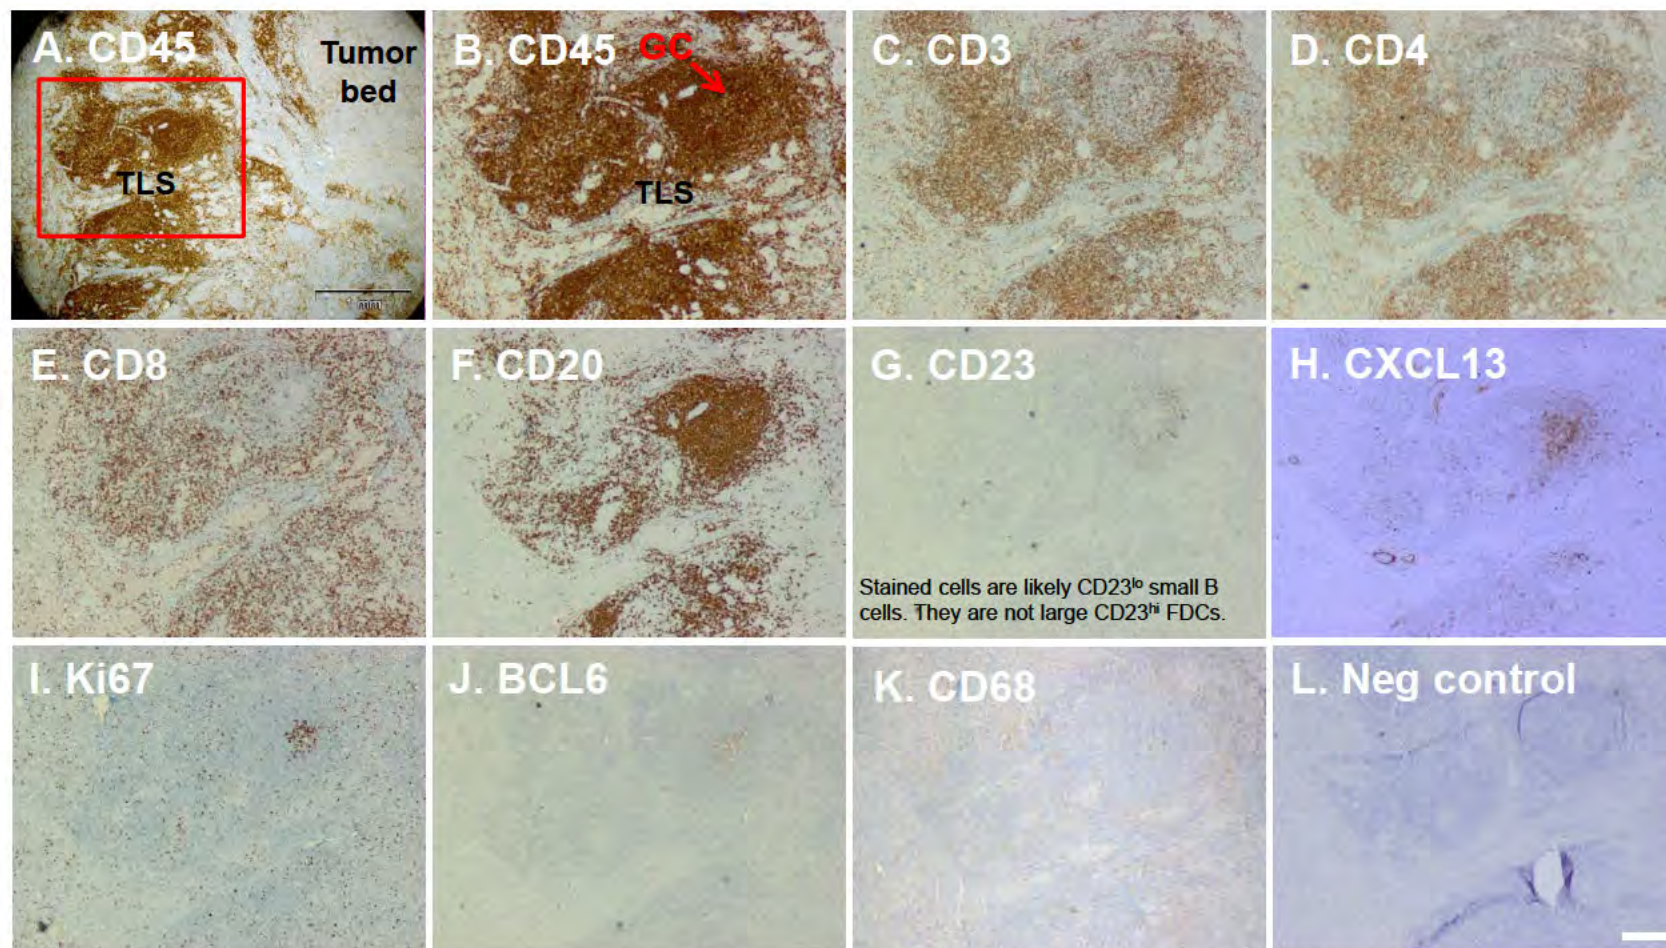 A. CD45
Tumor
bed
TLS
B. CD45
GC
TLS
C. CD3
D. CD4
E. CD8
F. CD20
G. CD23
Stained cells are likely CD23lo small B
cells. They are not large CD23hi FDCs.
H. CXCL13
I. Ki67
J. BCL6
K. CD68
L. Neg control